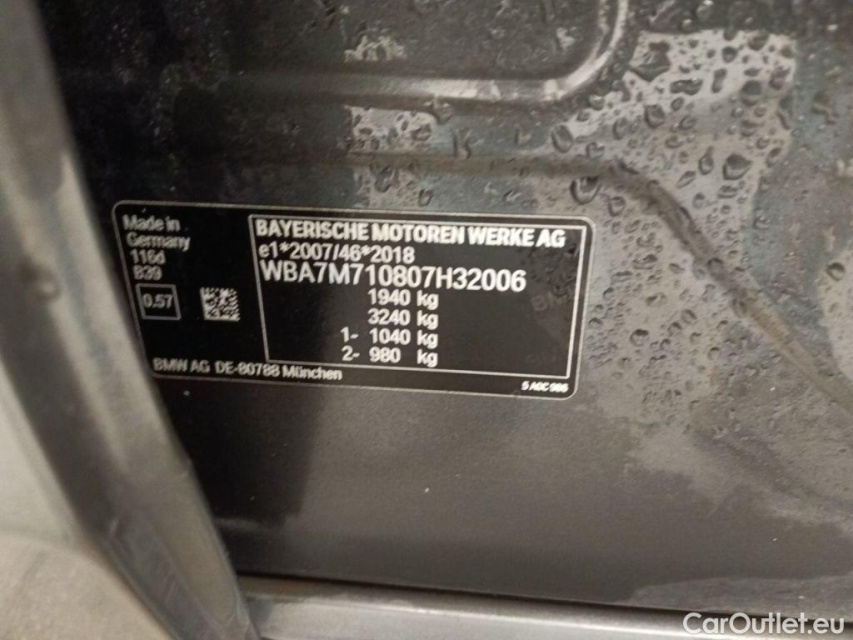 Made in
Germany
116d
B39
0.57
BAYERISCHE MOTOREN WERKE AG
e1*2007/46*2018
WBA7M710807H32006
1940 kg
3240 kg
1- 1040 kg
2- 980 kg
BMW AG DE-80788 München
CarOutlet.eu